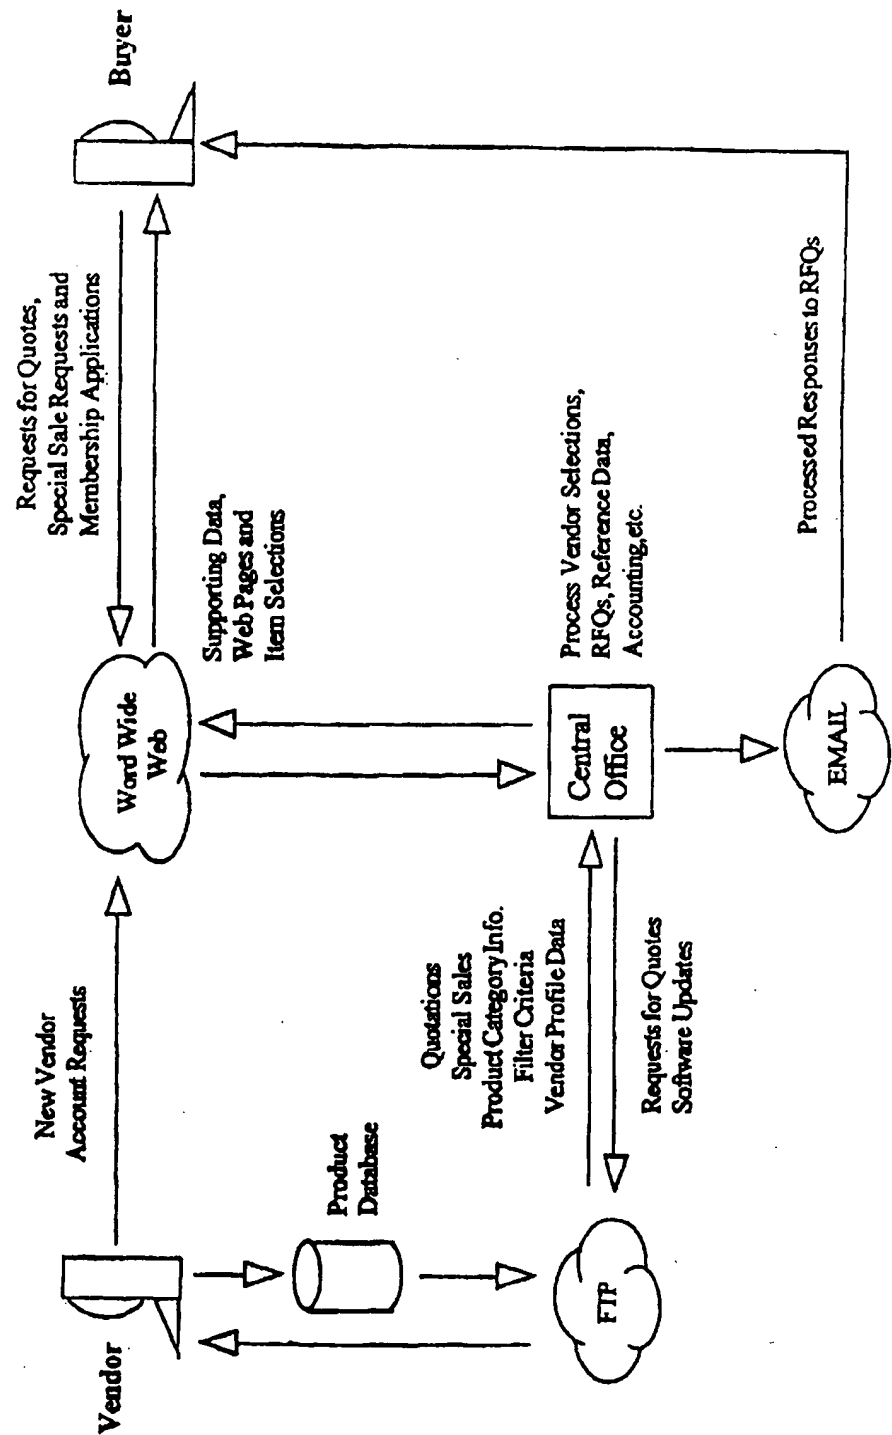 Vendor
New Vendor
Account Requests
Word Wide
Web
Requests for Quotes,
Special Sale Requests and
Membership Applications
Buyer
Supporting Data,
Web Pages and
Item Selections
Product
Database
Quotations
Special Sales
Product Category Info.
Filter Criteria
Vendor Profile Data
Central
Office
Process Vendor Selections,
RFQs, Reference Data,
Accounting, etc.
FTP
Requests for Quotes
Software Updates
EMAIL
Processed Responses to RFQs